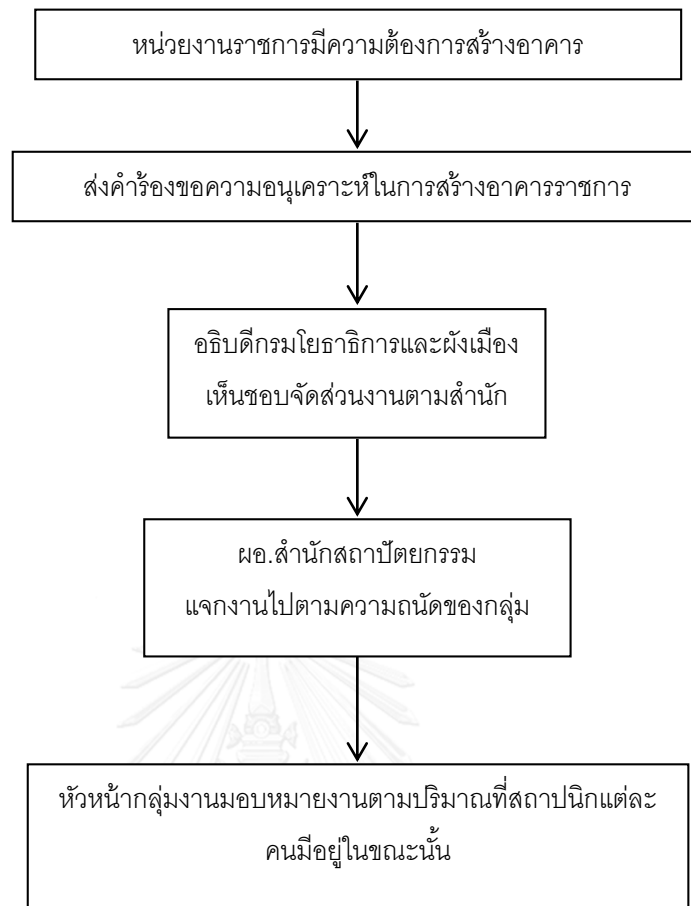 หน่วยงานราชการมีความต้องการสร้างอาคาร
ส่งคำร้องขอความอนุเคราะห์ในการสร้างอาคารราชการ
อธิบดีกรมโยธาธิการและผังเมือง
เห็นชอบจัดส่วนงานตามสำนัก
ผอ.สำนักสถาปัตยกรรม
แจกงานไปตามความถนัดของกลุ่ม
หัวหน้ากลุ่มงานมอบหมายงานตามปริมาณที่สถาปนิกแต่ละ
คนมีอยู่ในขณะนั้น